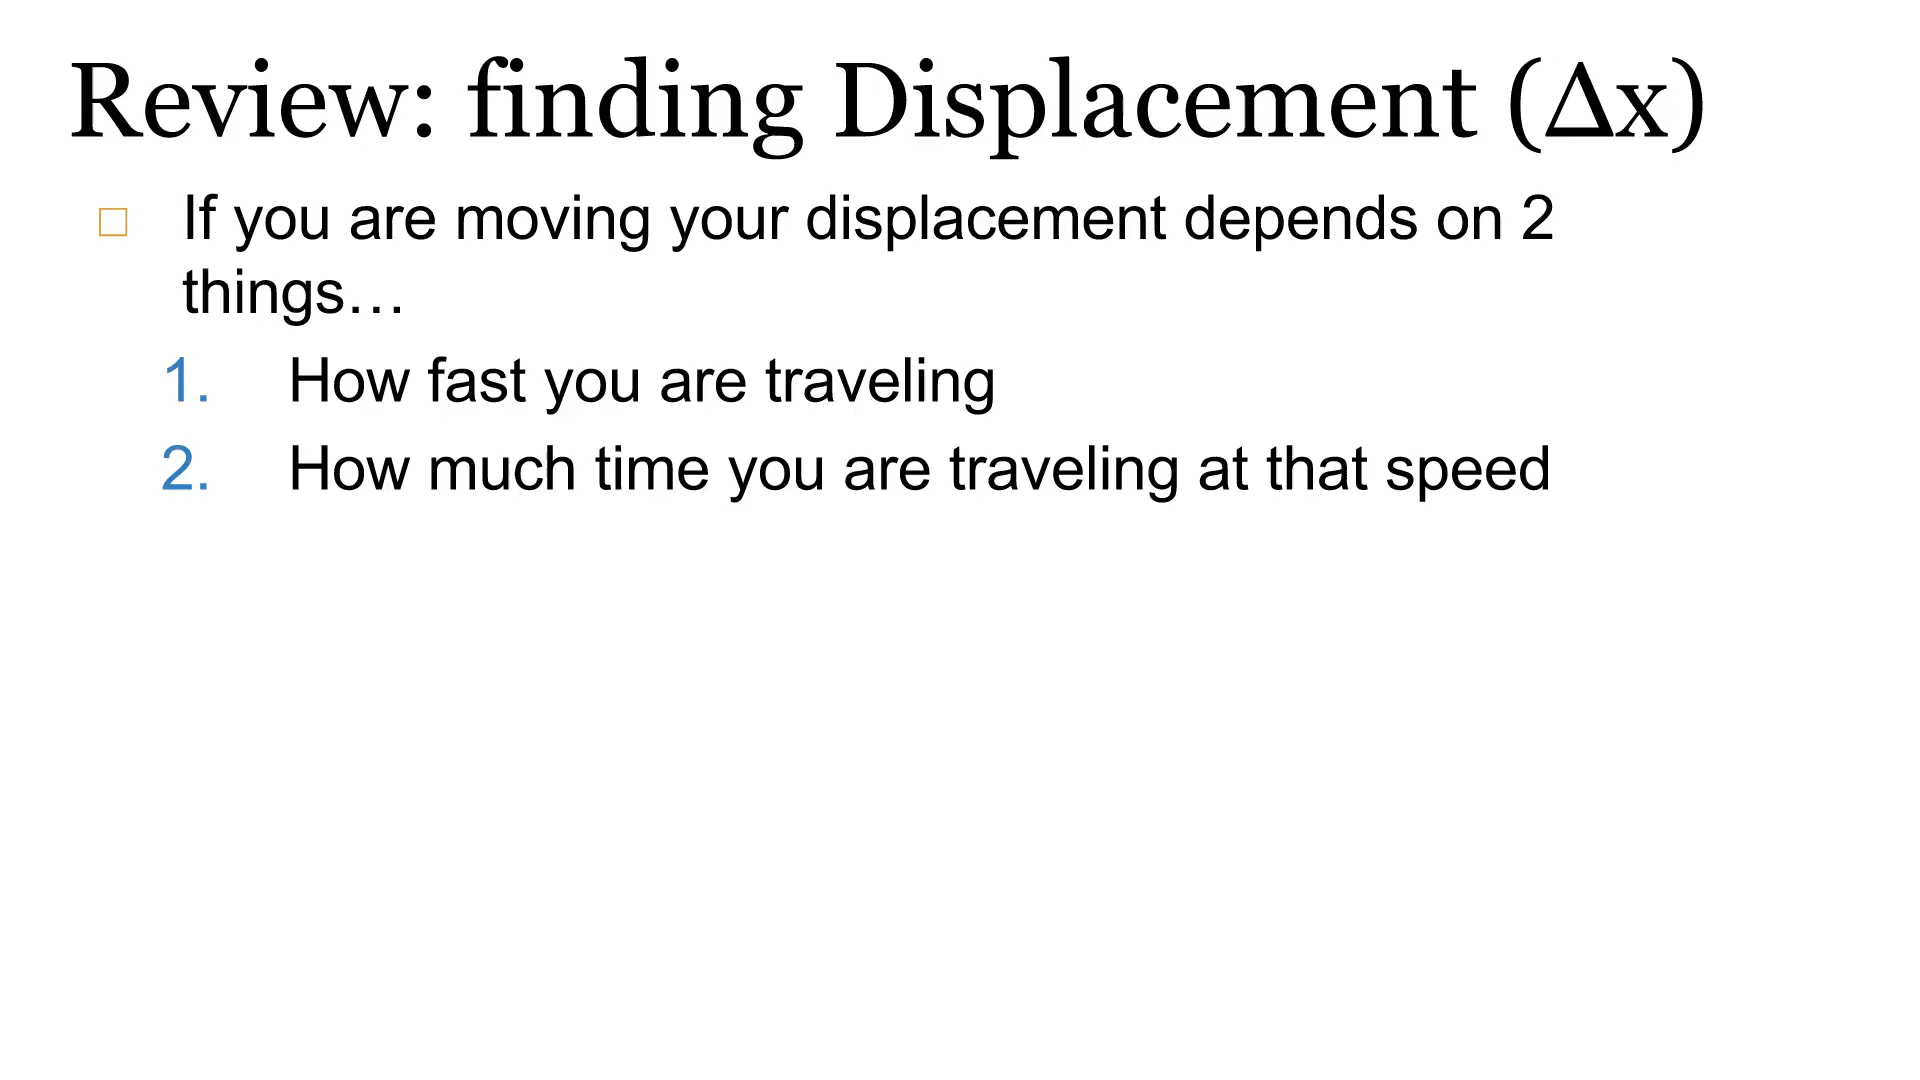 Review: finding Displacement (Δx)
□ If you are moving your displacement depends on 2
things…
1. How fast you are traveling
2. How much time you are traveling at that speed